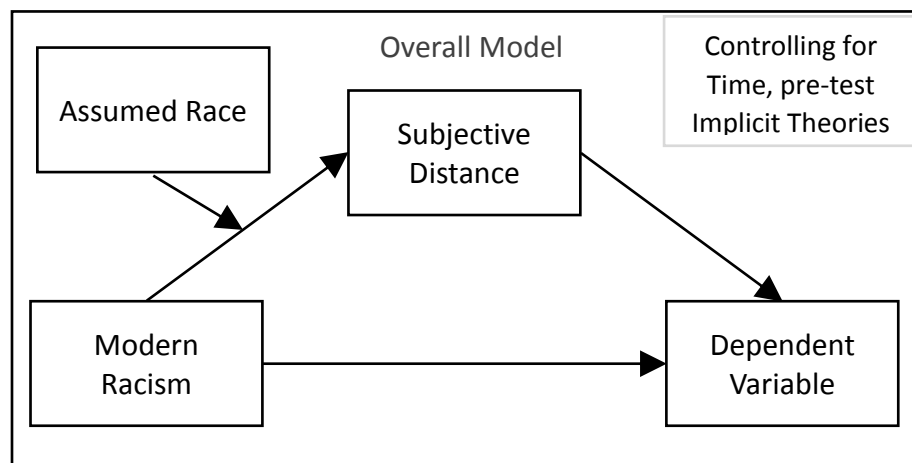 Overall Model
Controlling for
Time, pre-test
Implicit Theories
Assumed Race
Subjective
Distance
Modern
Racism
Dependent
Variable